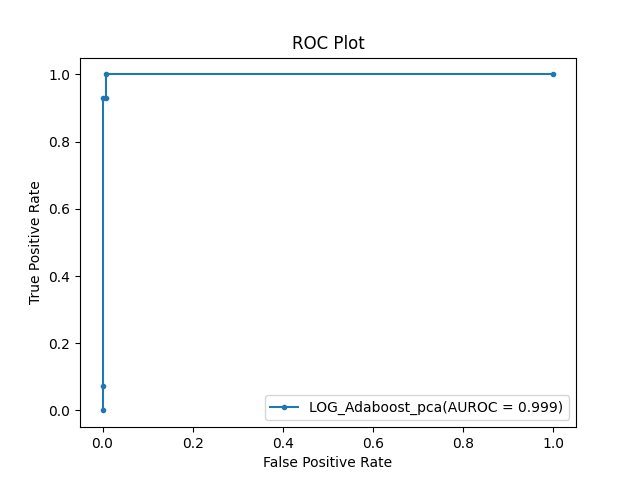 ROC Plot
1.0
0.8
0.6
0.4
0.2
0.0
True Positive Rate
LOG_Adaboost_pca(AUROC = 0.999)
0.0 0.2 0.4 0.6 0.8 1.0
False Positive Rate